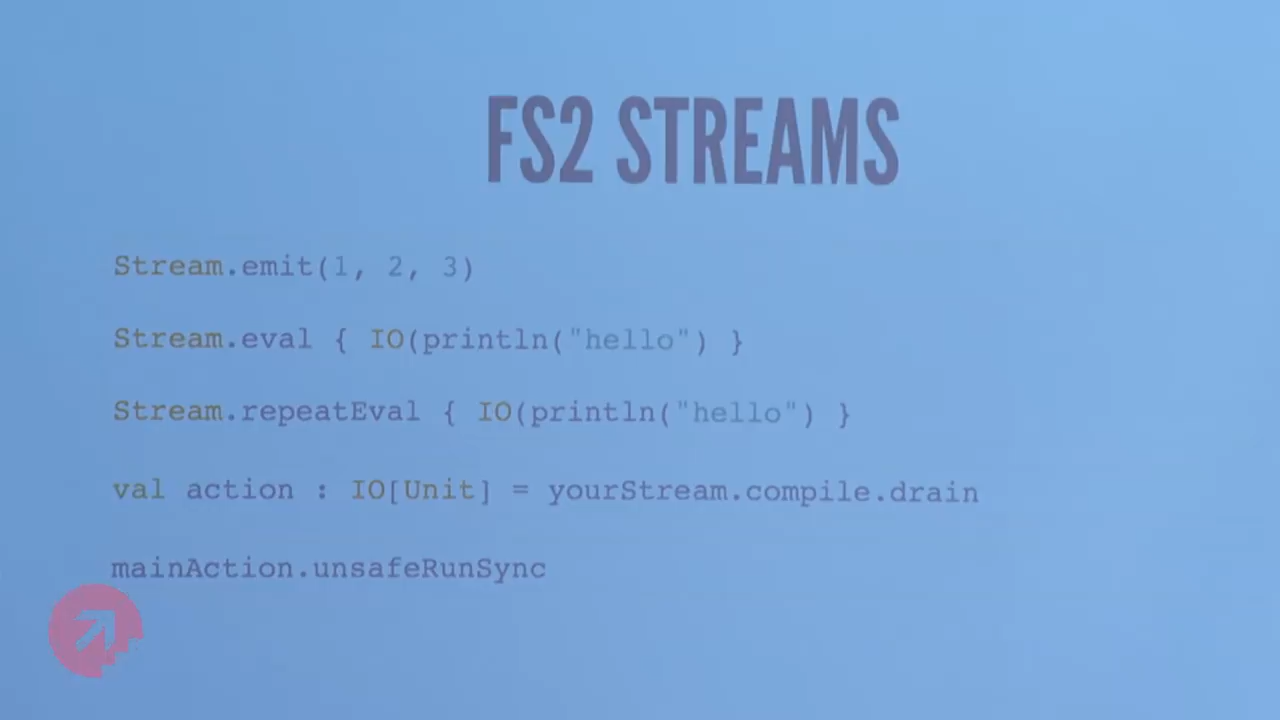 FS2 STREAMS
Stream.emit(1, 2, 3)
Stream.eval { IO(println("hello") }
Stream.repeatEval { IO(println("hello") }
val action : IO[Unit] = yourStream.compile.drain
mainAction.unsafeRunSync